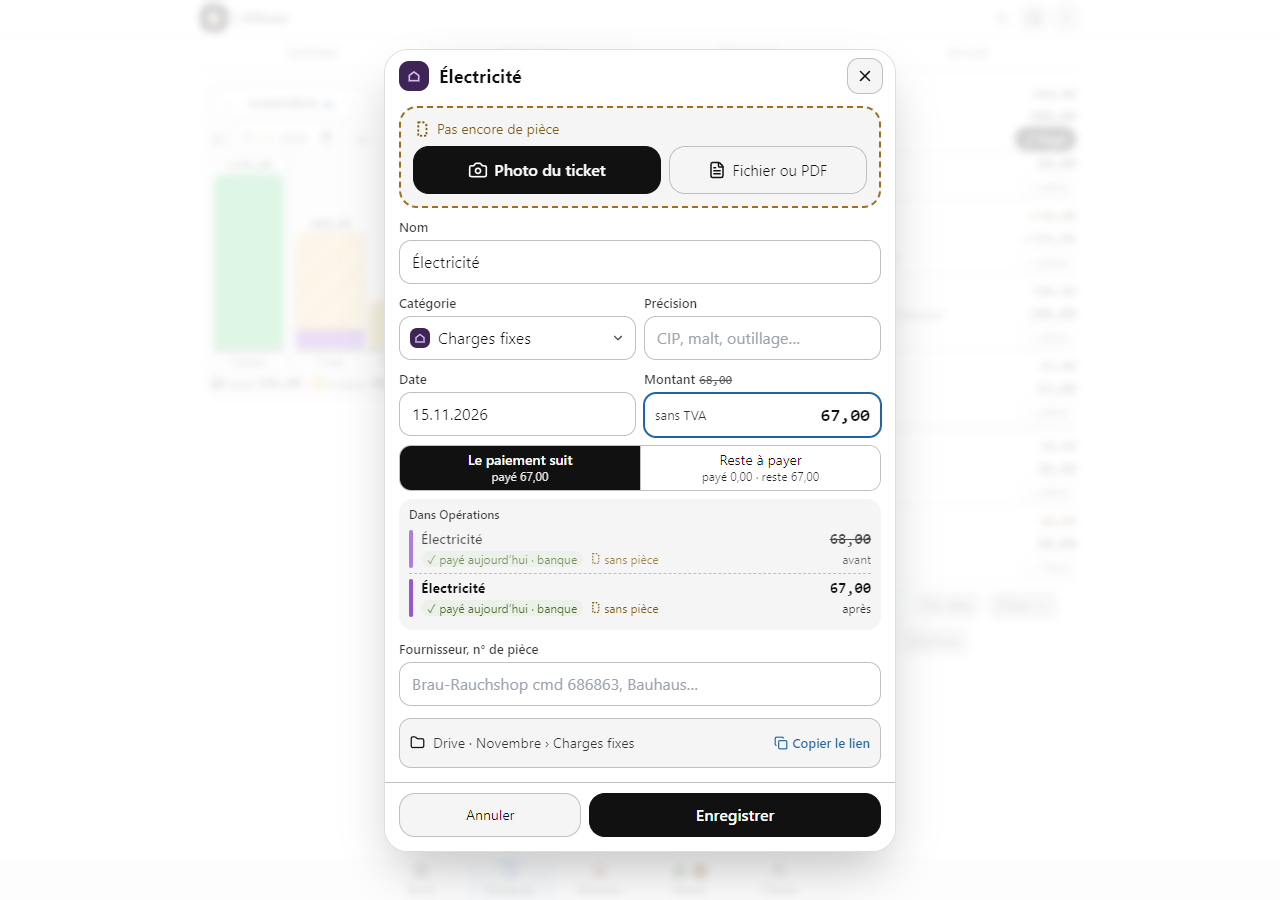 Électricité
Pas encore de pièce
Photo du ticket
Fichier ou PDF
Nom
Électricité
Catégorie
Précision
Charges fixes
CIP, malt, outillage...
Date
Montant 68,00
15.11.2026
sans TVA
67,00
Le paiement suit
payé 67,00
Reste à payer
payé 0,00 · reste 67,00
Dans Opérations
Électricité
68,00
✓ payé aujourd'hui · banque
sans pièce
avant
Électricité
67,00
✓ payé aujourd'hui · banque
sans pièce
après
Fournisseur, n° de pièce
Brau-Rauchshop cmd 686863, Bauhaus...
Drive · Novembre › Charges fixes
Copier le lien
Annuler
Enregistrer